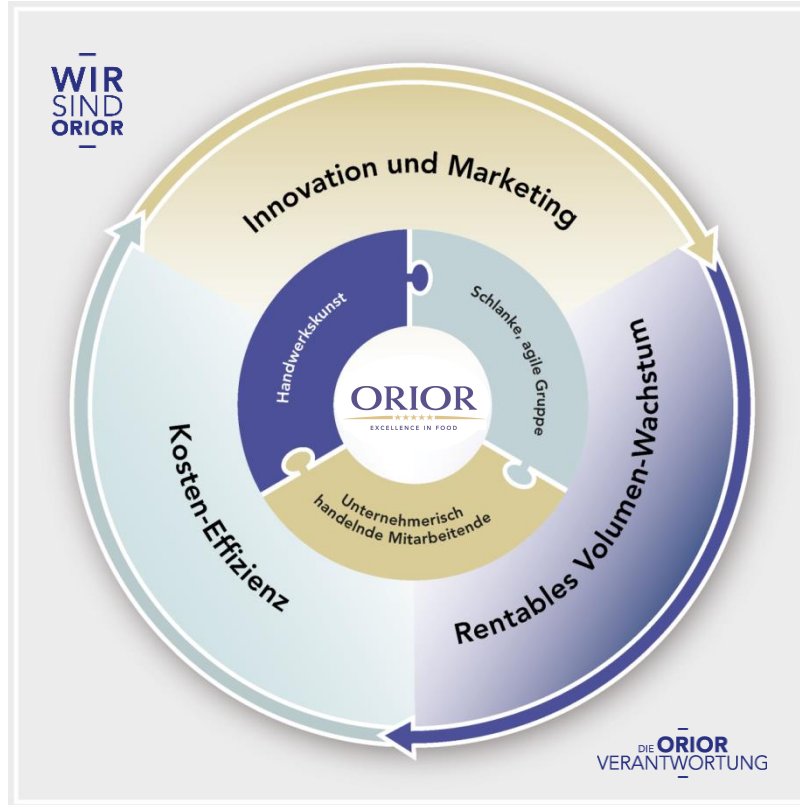 WIR
SIND
ORIOR
Innovation und Marketing
Handwerkskunst
Schlanke, agile Gruppe
ORIOR
EXCELLENCE IN FOOD
Unternehmerisch
handelnde Mitarbeitende
Kosten-Effizienz
Rentables Volumen-Wachstum
DIE ORIOR
VERANTWORTUNG